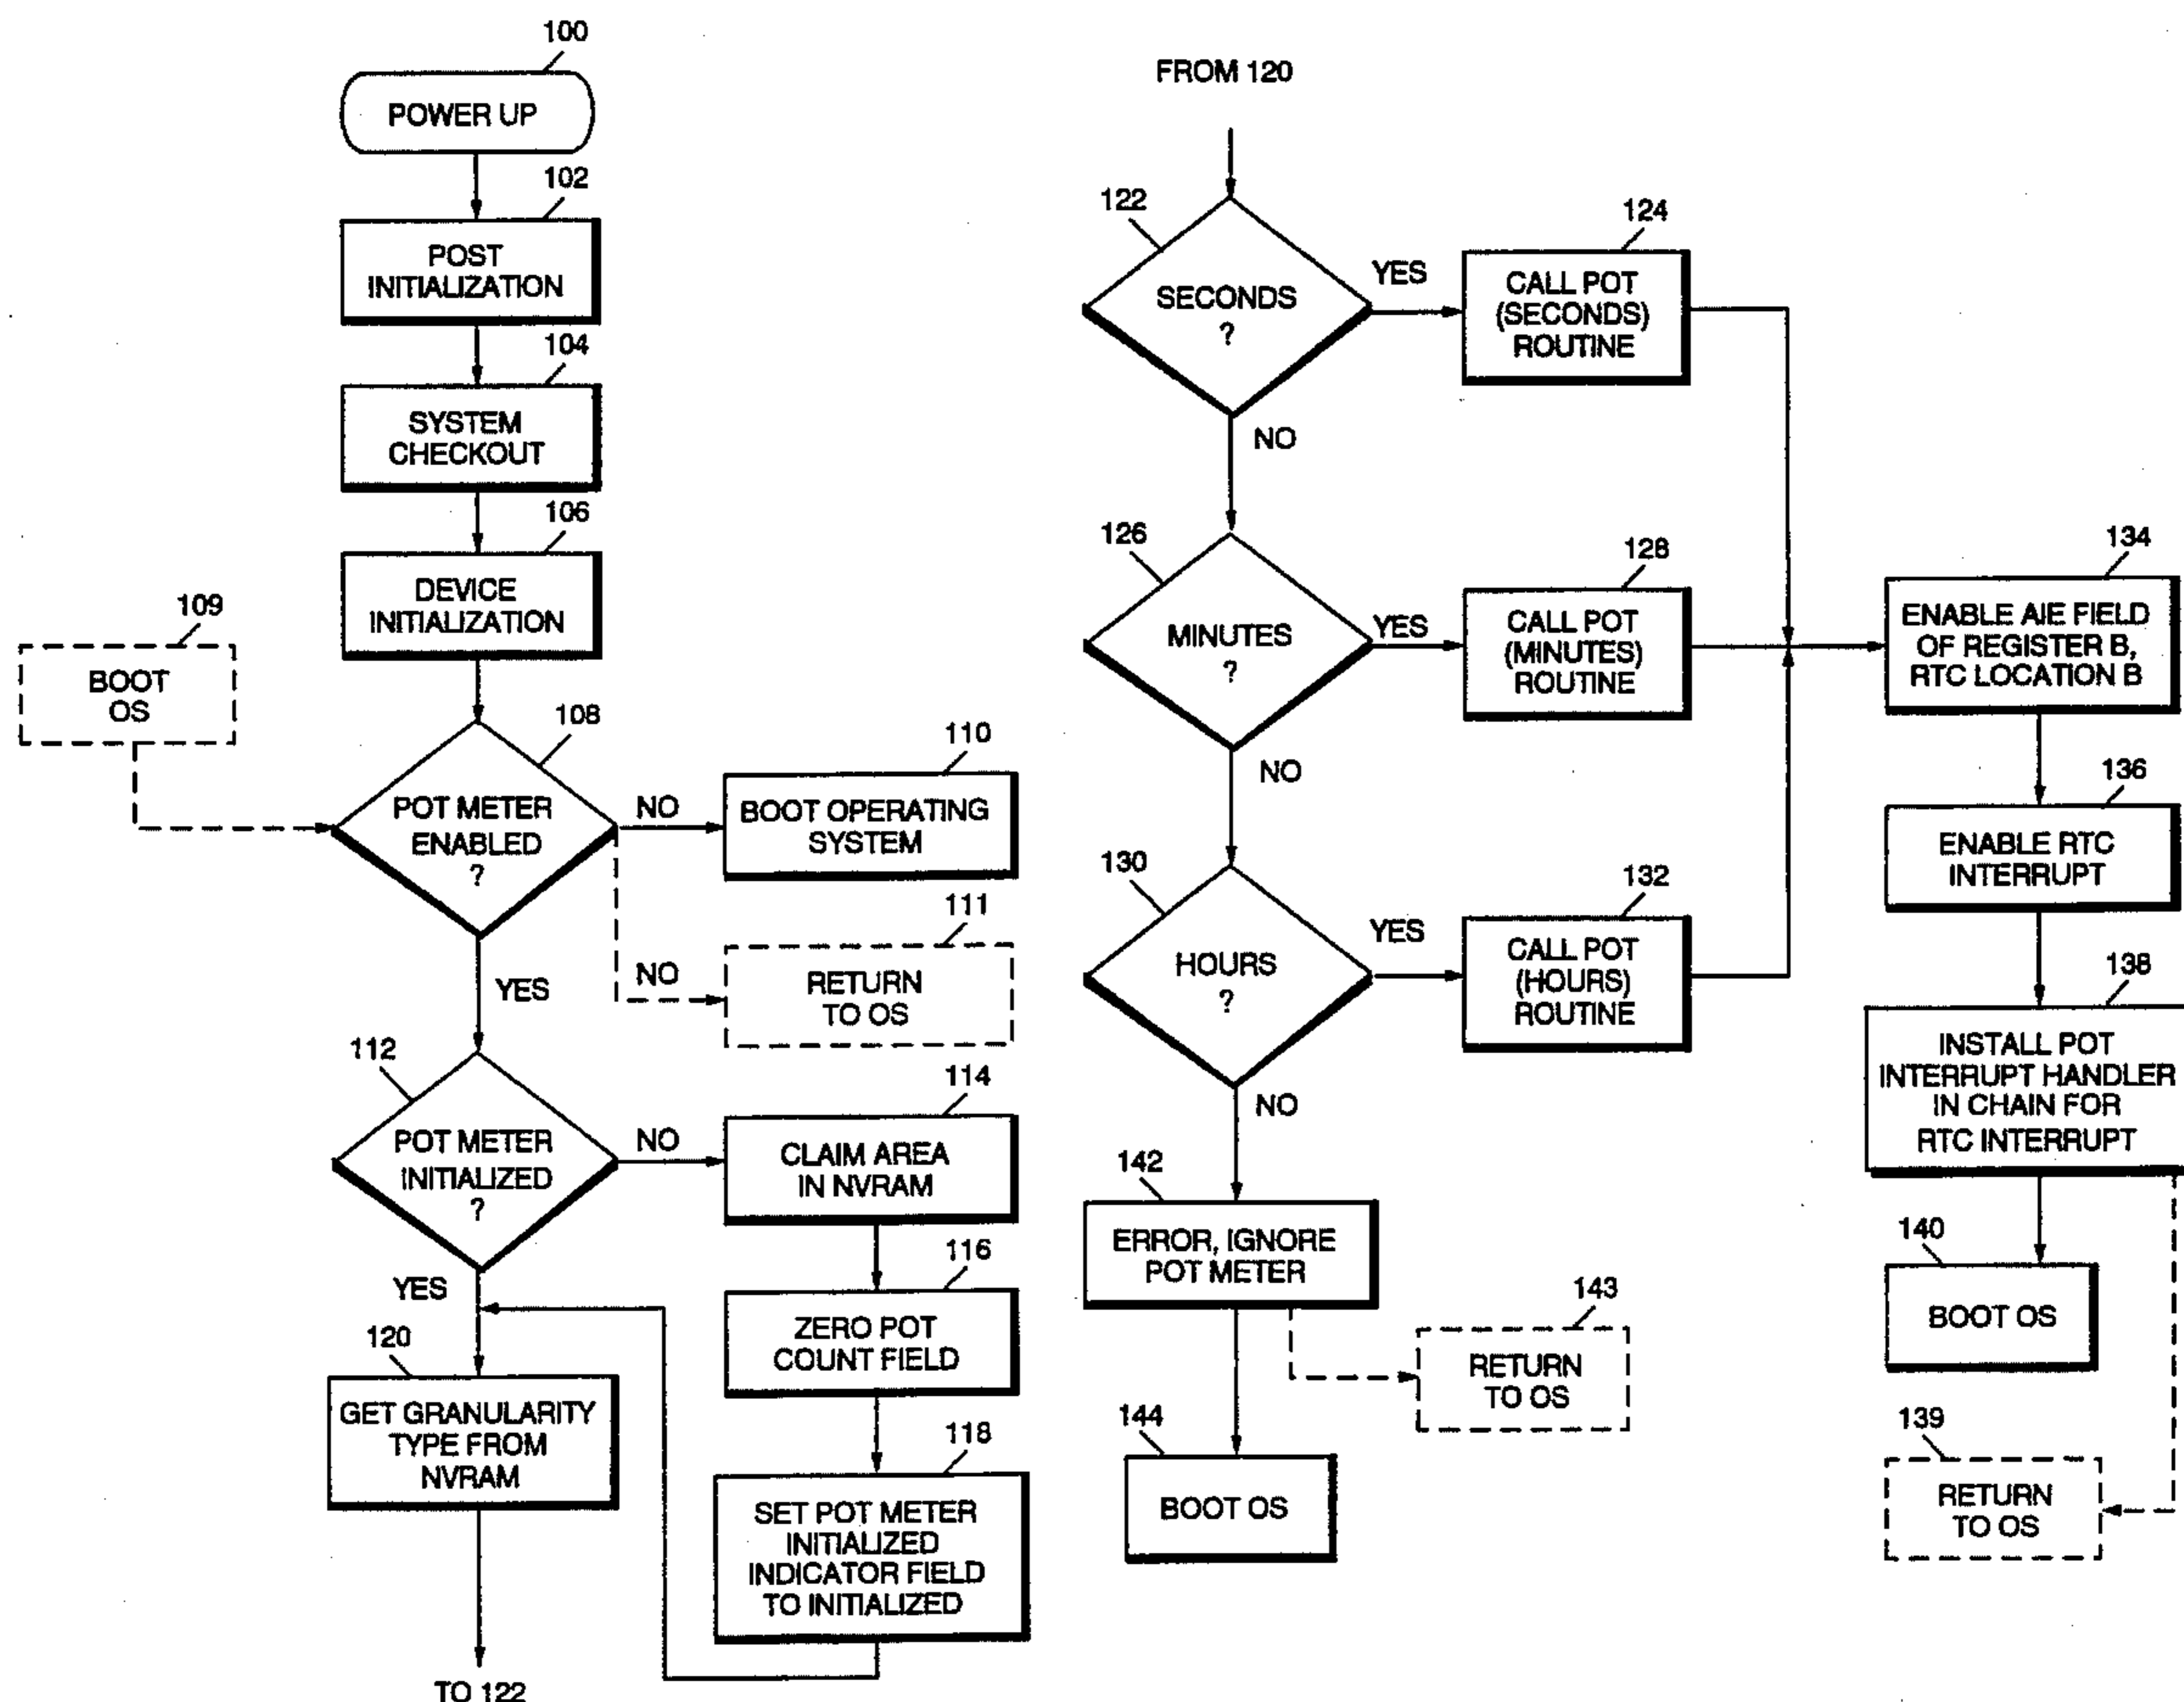 100
POWER UP
102
POST
INITIALIZATION
104
SYSTEM
CHECKOUT
106
DEVICE
INITIALIZATION
109
BOOT
OS
108
POT METER
ENABLED
?
NO
110
BOOT OPERATING
SYSTEM
111
NO
RETURN
TO OS
YES
112
POT METER
INITIALIZED
?
NO
114
CLAIM AREA
IN NVRAM
116
ZERO POT
COUNT FIELD
118
SET POT METER
INITIALIZED
INDICATOR FIELD
TO INITIALIZED
YES
120
GET GRANULARITY
TYPE FROM
NVRAM
TO 122
FROM 120
122
SECONDS
?
YES
124
CALL POT
(SECONDS)
ROUTINE
NO
126
MINUTES
?
YES
128
CALL POT
(MINUTES)
ROUTINE
NO
130
HOURS
?
YES
132
CALL POT
(HOURS)
ROUTINE
NO
142
ERROR, IGNORE
POT METER
143
RETURN
TO OS
144
BOOT OS
134
ENABLE AIE FIELD
OF REGISTER B,
RTC LOCATION B
136
ENABLE RTC
INTERRUPT
138
INSTALL POT
INTERRUPT HANDLER
IN CHAIN FOR
RTC INTERRUPT
140
BOOT OS
139
RETURN
TO OS